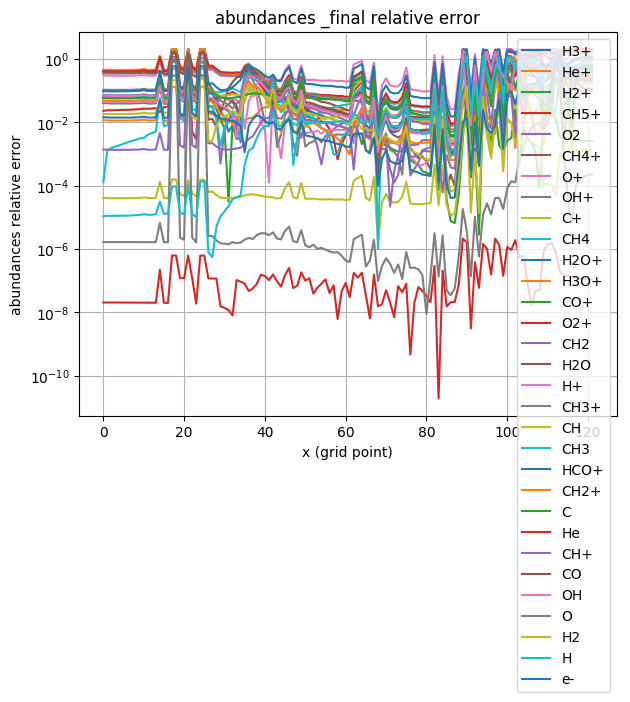 abundances _final relative error
abundances relative error
10⁰
10⁻²
10⁻⁴
10⁻⁶
10⁻⁸
10⁻¹⁰
0
20
40
60
80
100
120
x (grid point)
H3+
He+
H2+
CH5+
O2
CH4+
O+
OH+
C+
CH4
H2O+
H3O+
CO+
O2+
CH2
H2O
H+
CH3+
CH
CH3
HCO+
CH2+
C
He
CH+
CO
OH
O
H2
H
e-